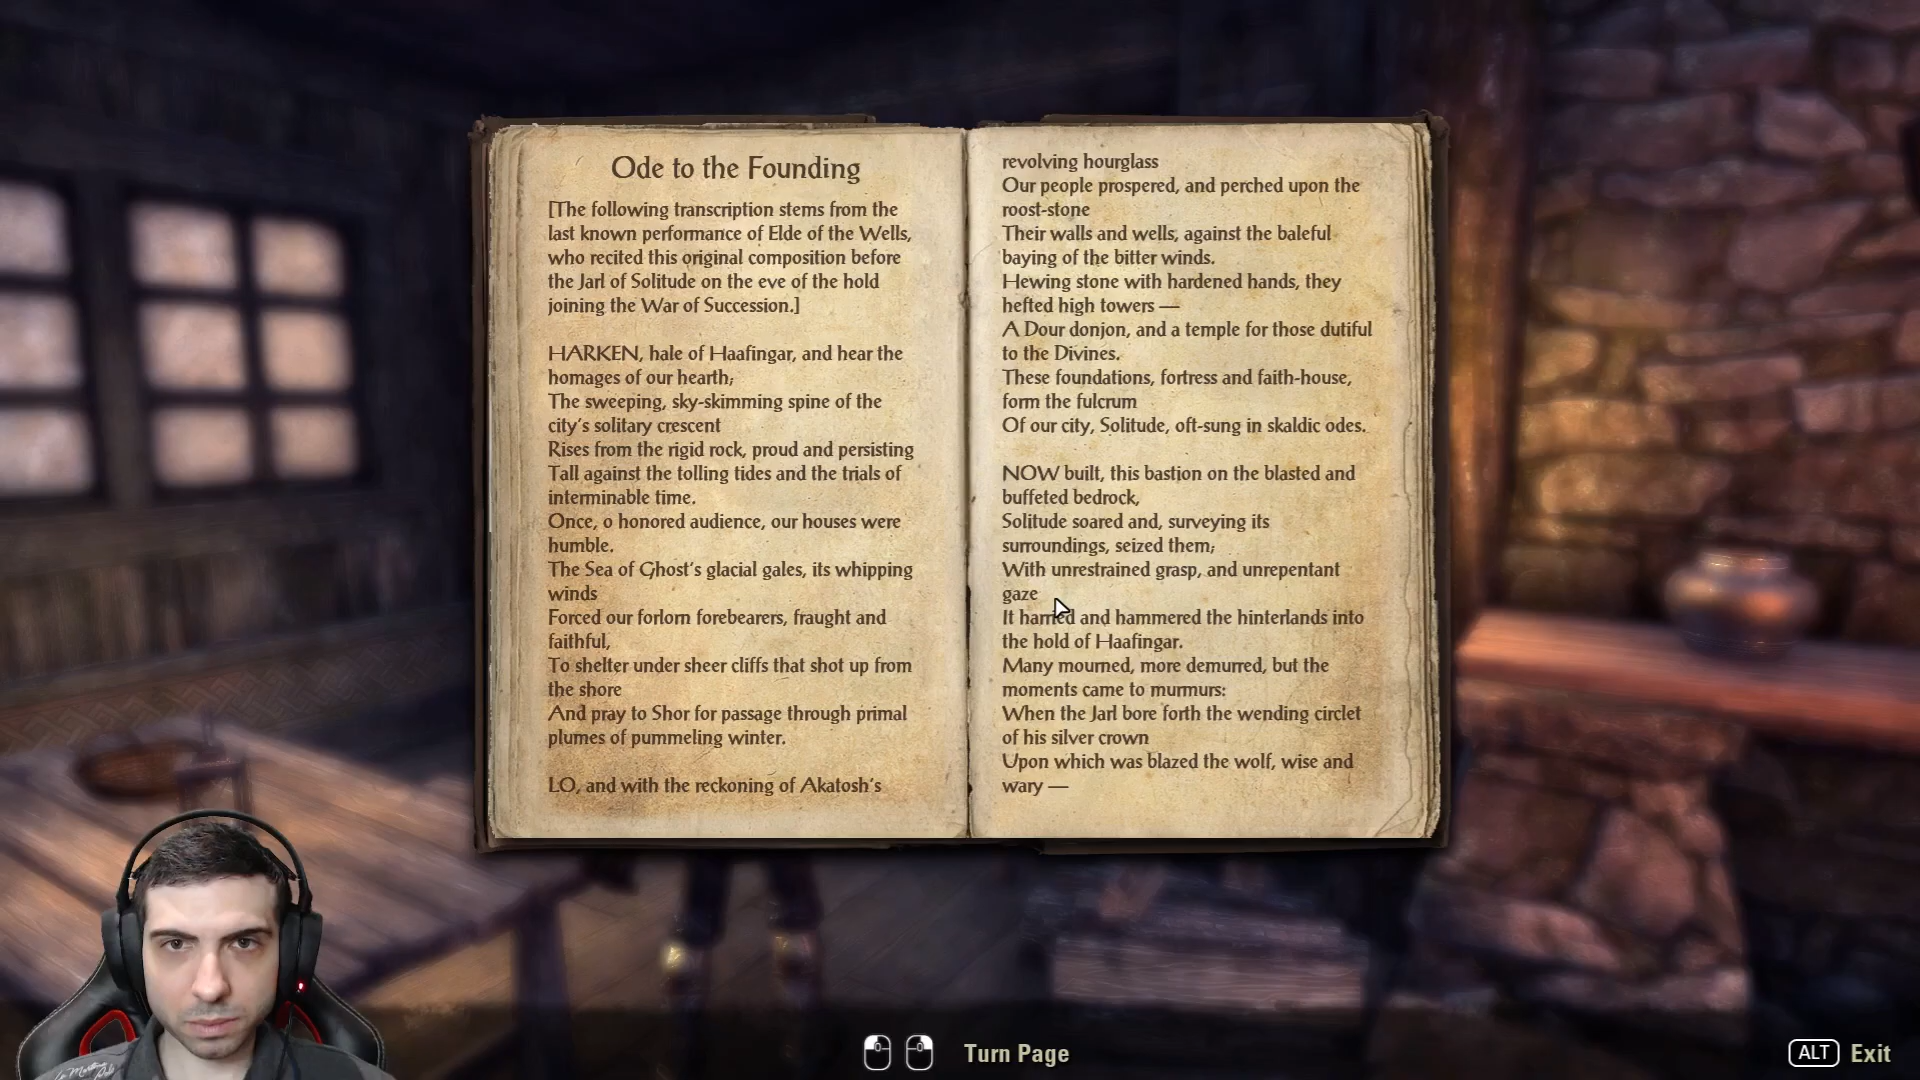 Ode to the Founding
[The following transcription stems from the
last known performance of Elde of the Wells,
who recited this original composition before
the Jarl of Solitude on the eve of the hold
joining the War of Succession.]
HARKEN, hale of Haafingar, and hear the
homages of our hearth;
The sweeping, sky-skimming spine of the
city's solitary crescent
Rises from the rigid rock, proud and persisting
Tall against the tolling tides and the trials of
interminable time.
Once, o honored audience, our houses were
humble.
The Sea of Ghost's glacial gales, its whipping
winds
Forced our forlorn forebearers, fraught and
faithful,
To shelter under sheer cliffs that shot up from
the shore
And pray to Shor for passage through primal
plumes of pummeling winter.
LO, and with the reckoning of Akatosh's
revolving hourglass
Our people prospered, and perched upon the
roost-stone
Their walls and wells, against the baleful
baying of the bitter winds.
Hewing stone with hardened hands, they
hefted high towers —
A Dour donjon, and a temple for those dutiful
to the Divines.
These foundations, fortress and faith-house,
form the fulcrum
Of our city, Solitude, oft-sung in skaldic odes.
NOW built, this bastion on the blasted and
buffeted bedrock,
Solitude soared and, surveying its
surroundings, seized them;
With unrestrained grasp, and unrepentant
gaze
It harried and hammered the hinterlands into
the hold of Haafingar.
Many mourned, more demurred, but the
moments came to murmurs:
When the Jarl bore forth the wending circlet
of his silver crown
Upon which was blazed the wolf, wise and
wary —
Turn Page
ALT Exit